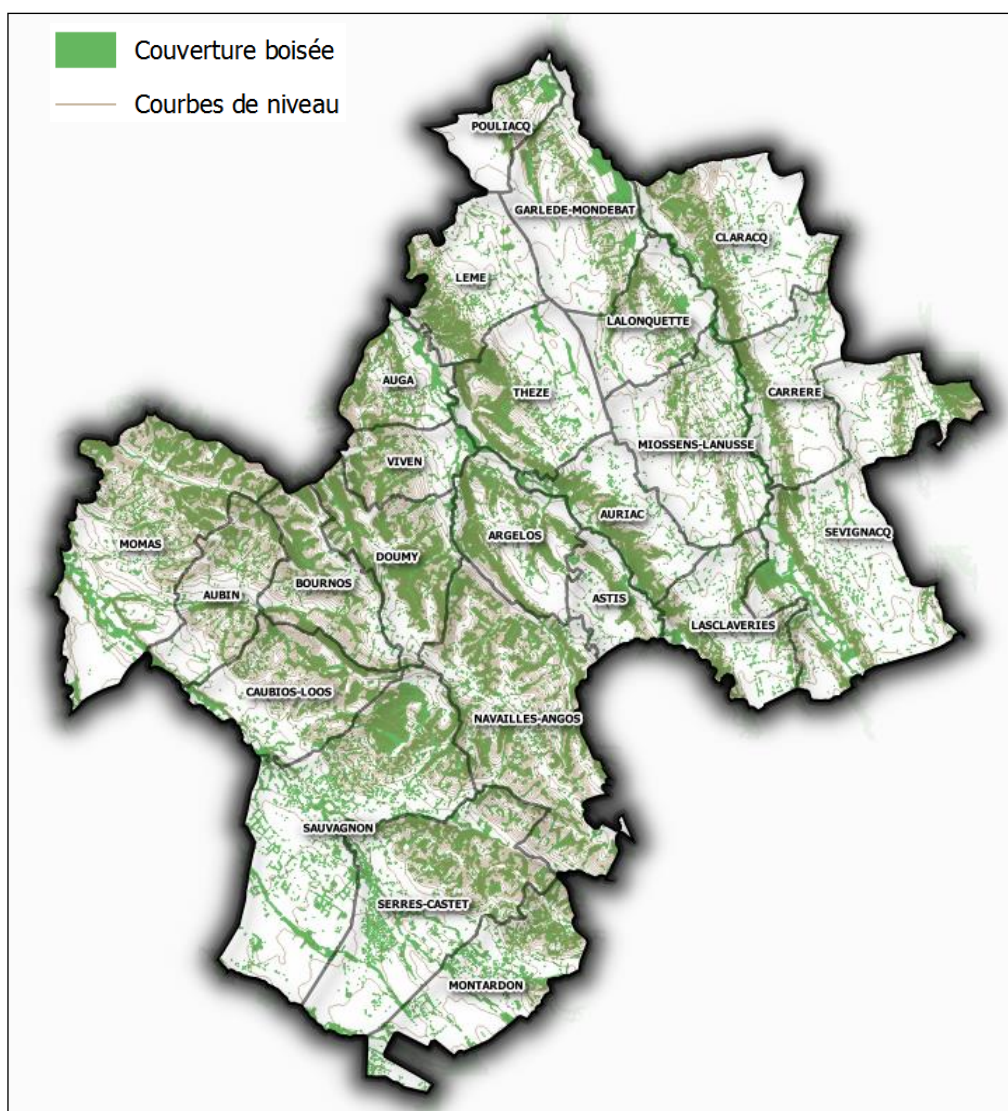 Couverture boisée
Courbes de niveau
POULIACQ
GARLEDE-MONDEBAT
CLARACQ
LEME
LALONQUETTE
AUGA
THEZE
CARRERE
MIOSSENS-LANUSSE
VIVEN
AURIAC
SEVIGNACQ
ARGELOS
MOMAS
DOUMY
BOURNOS
AUBIN
ASTIS
LASCLAVERIES
CAUBIOS-LOOS
NAVAILLES-ANGOS
SAUVAGNON
SERRES-CASTET
MONTARDON